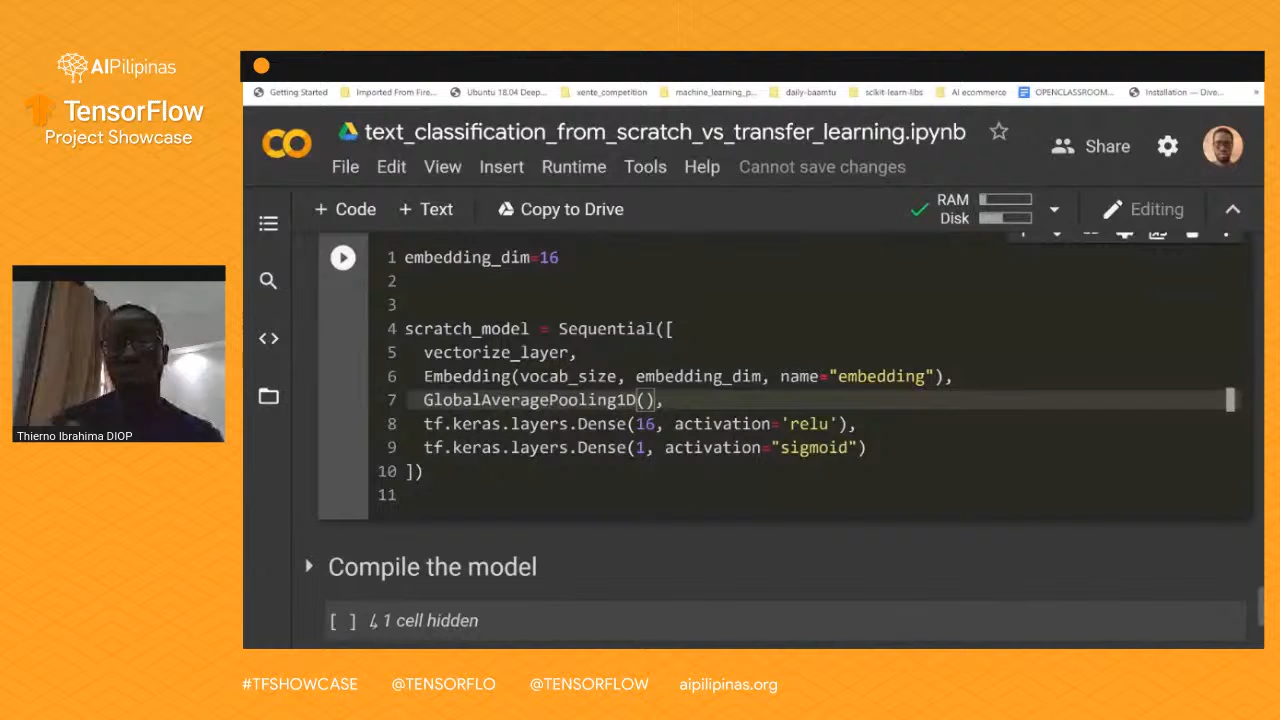 AIPilipinas
TensorFlow
Project Showcase
Thierno Ibrahima DIOP
Getting Started
Imported From Fire...
Ubuntu 18.04 Deep...
xente_competition
machine_learning_p...
daily-baamtu
scikit-learn-libs
AI ecommerce
OPENCLASSROOM...
Installation — Dive...
»
text_classification_from_scratch_vs_transfer_learning.ipynb
Share
File Edit View Insert Runtime Tools Help Cannot save changes
+ Code + Text Copy to Drive
RAM
Disk
Editing
1 embedding_dim=16
2
3
4 scratch_model = Sequential([
5 vectorize_layer,
6 Embedding(vocab_size, embedding_dim, name="embedding"),
7 GlobalAveragePooling1D(),
8 tf.keras.layers.Dense(16, activation='relu'),
9 tf.keras.layers.Dense(1, activation="sigmoid")
10 ])
11
Compile the model
[ ] ↳ 1 cell hidden
#TFSHOWCASE @TENSORFLO @TENSORFLOW aipilipinas.org